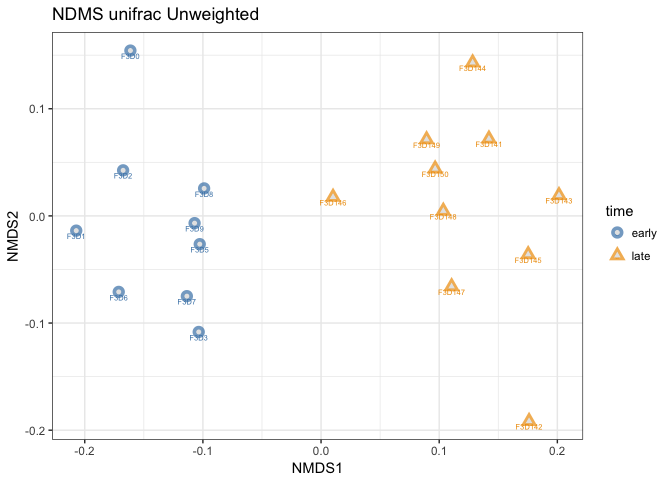 NDMS unifrac Unweighted
F3D0
F3D144
0.1
F3D149
F3D141
F3D2
F3D150
F3D8
F3D146
F3D143
0.0
F3D148
F3D9
F3D1
F3D5
F3D145
F3D6
F3D7
F3D147
-0.1
F3D3
F3D142
-0.2
-0.2 -0.1 0.0 0.1 0.2
NMDS1
NMDS2
time
early
late